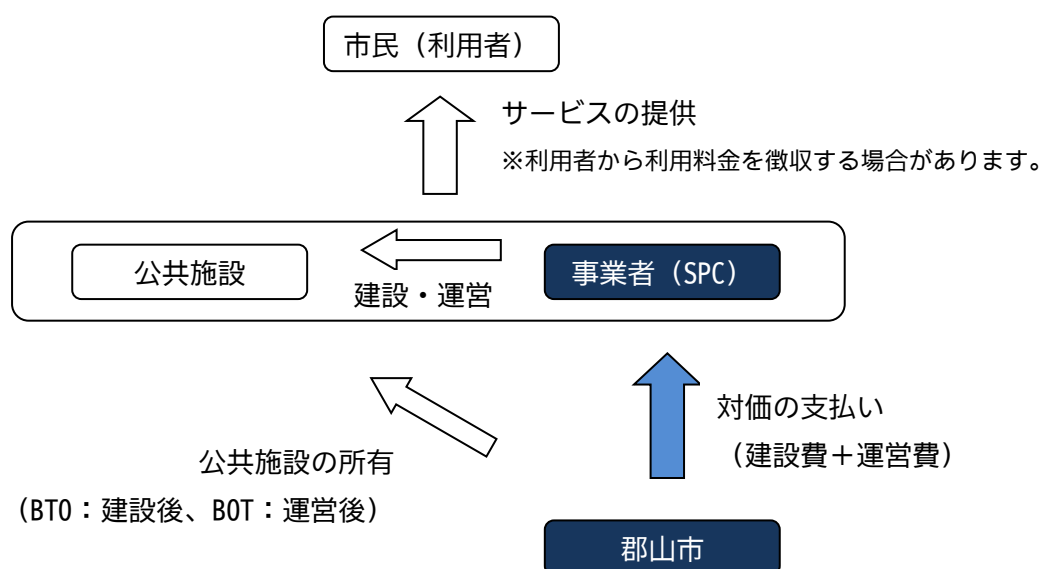 市民（利用者）
サービスの提供
※利用者から利用料金を徴収する場合があります。
公共施設
事業者（SPC）
建設・運営
対価の支払い
（建設費＋運営費）
公共施設の所有
（BTO：建設後、BOT：運営後）
郡山市